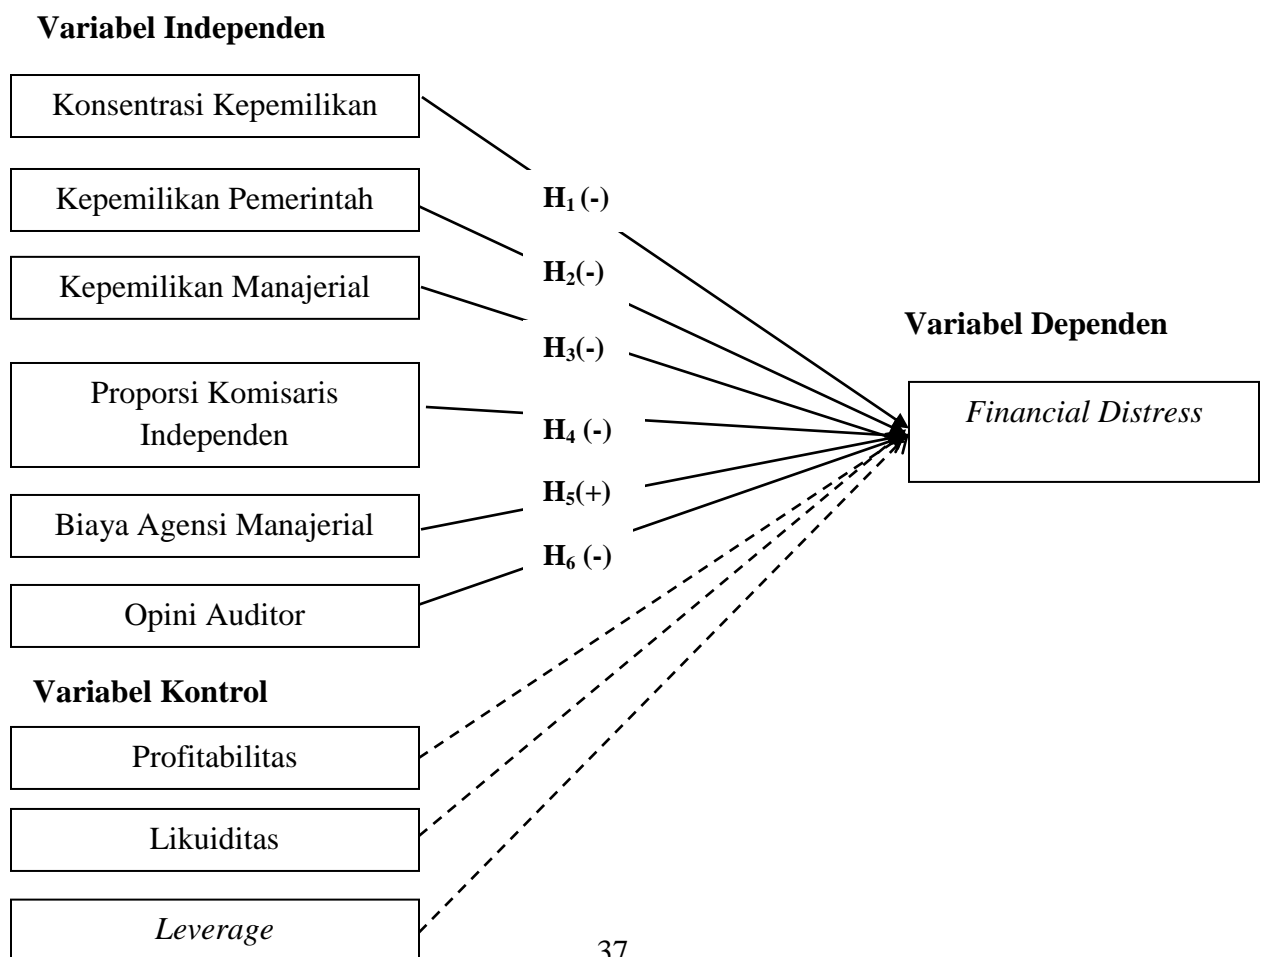 Variabel Independen
Konsentrasi Kepemilikan
Kepemilikan Pemerintah
Kepemilikan Manajerial
Proporsi Komisaris
Independen
Biaya Agensi Manajerial
Opini Auditor
H₁ (-)
H₂(-)
H₃(-)
H₄ (-)
H₅(+)
H₆ (-)
Variabel Dependen
Financial Distress
Variabel Kontrol
Profitabilitas
Likuiditas
Leverage
37